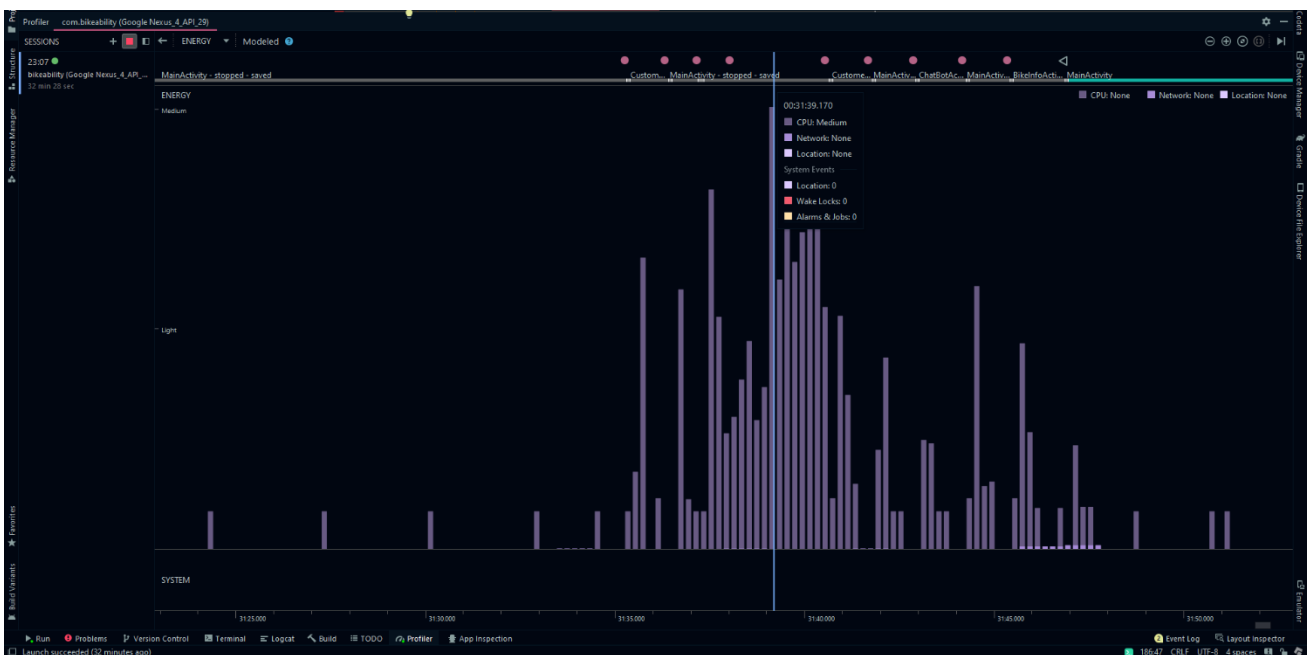 Profiler com.bikeability (Google Nexus_4_API_29)
SESSIONS ENERGY Modeled
23:07
bikeability (Google Nexus_4_API_...
32 min 28 sec
MainActivity - stopped - saved Custom... MainActivity - stopped - saved Custome... MainActiv... ChatBotAc... MainActiv... BikeInfoActi... MainActivity
ENERGY CPU: None Network: None Location: None
Medium
00:31:39.170
CPU: Medium
Network: None
Location: None
System Events
Location: 0
Wake Locks: 0
Alarms & Jobs: 0
Light
SYSTEM
31:25.000 31:30.000 31:35.000 31:40.000 31:45.000 31:50.000
Structure
Resource Manager
Favorites
Build Variants
Codota
Device Manager
Gradle
Device File Explorer
Emulator
Run Problems Version Control Terminal Logcat Build TODO Profiler App Inspection 2 Event Log Layout Inspector
Launch succeeded (32 minutes ago) 186:47 CRLF UTF-8 4 spaces